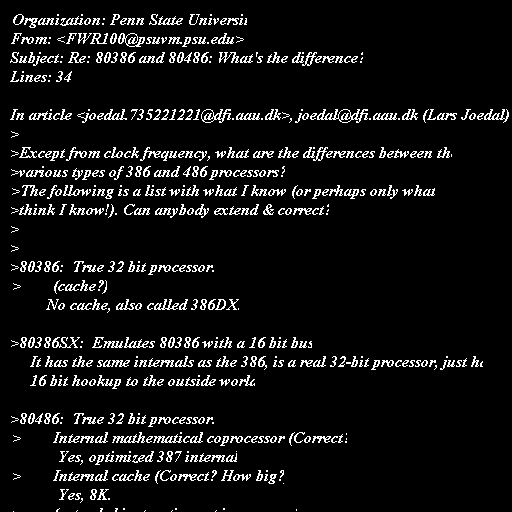 Organization: Penn State Universit
From: <FWR100@psuvm.psu.edu>
Subject: Re: 80386 and 80486: What's the difference?
Lines: 34
In article <joedal.735221221@dfi.aau.dk>, joedal@dfi.aau.dk (Lars Joedal)
>
>Except from clock frequency, what are the differences between the
>various types of 386 and 486 processors?
>The following is a list with what I know (or perhaps only what
>think I know!). Can anybody extend & correct?
>
>
>80386: True 32 bit processor.
> (cache?)
No cache, also called 386DX.
>80386SX: Emulates 80386 with a 16 bit bus
It has the same internals as the 386, is a real 32-bit processor, just ha
16 bit hookup to the outside world
>80486: True 32 bit processor.
> Internal mathematical coprocessor (Correct?
Yes, optimized 387 internal
> Internal cache (Correct? How big?
Yes, 8K.